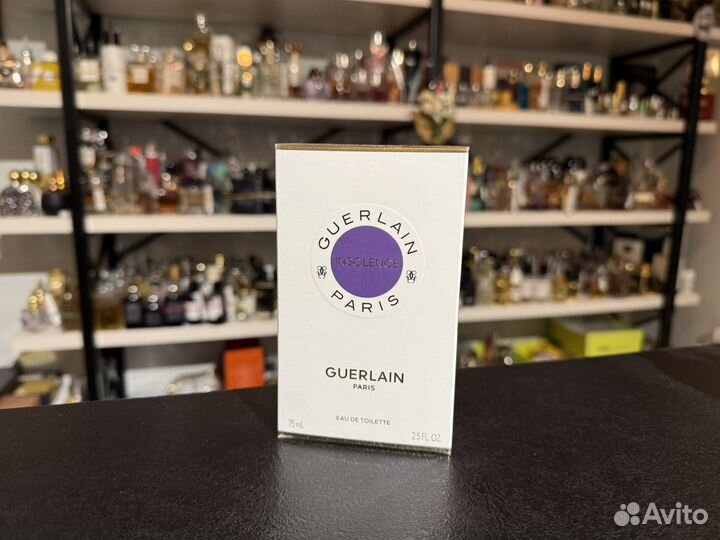 GUERLAIN
INSOLENCE
PARIS
GUERLAIN
PARIS
EAU DE TOILETTE
75 mL
2.5 FL. OZ.
Avito